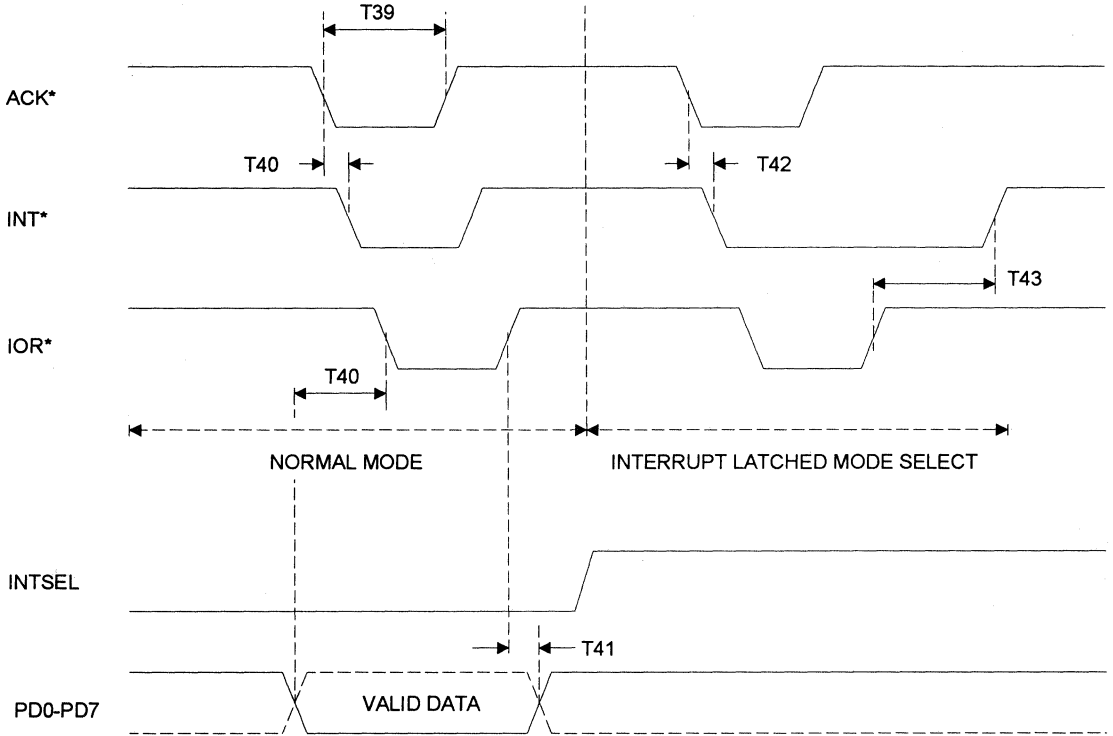 T39
ACK*
T40
T42
INT*
T43
IOR*
T40
NORMAL MODE
INTERRUPT LATCHED MODE SELECT
INTSEL
T41
PD0-PD7
VALID DATA